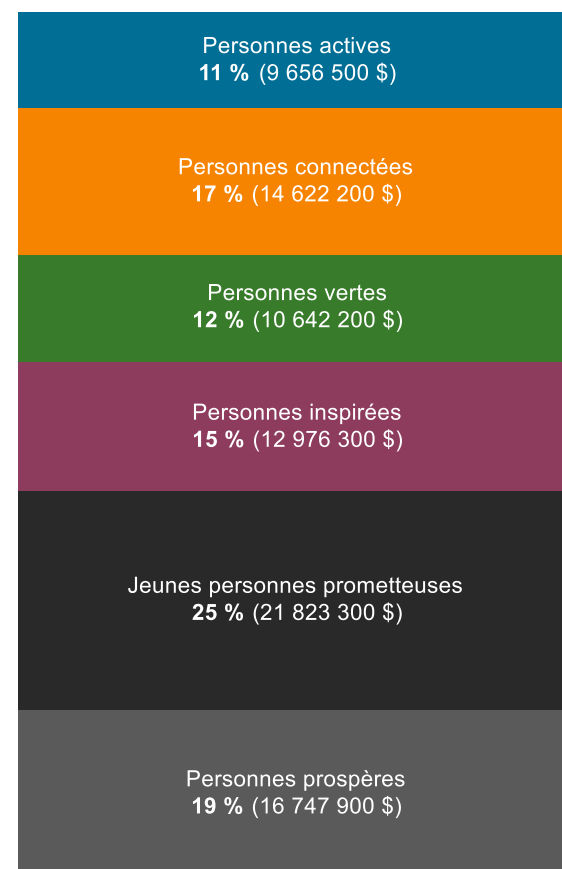 Personnes actives
11 % (9 656 500 $)
Personnes connectées
17 % (14 622 200 $)
Personnes vertes
12 % (10 642 200 $)
Personnes inspirées
15 % (12 976 300 $)
Jeunes personnes prometteuses
25 % (21 823 300 $)
Personnes prospères
19 % (16 747 900 $)